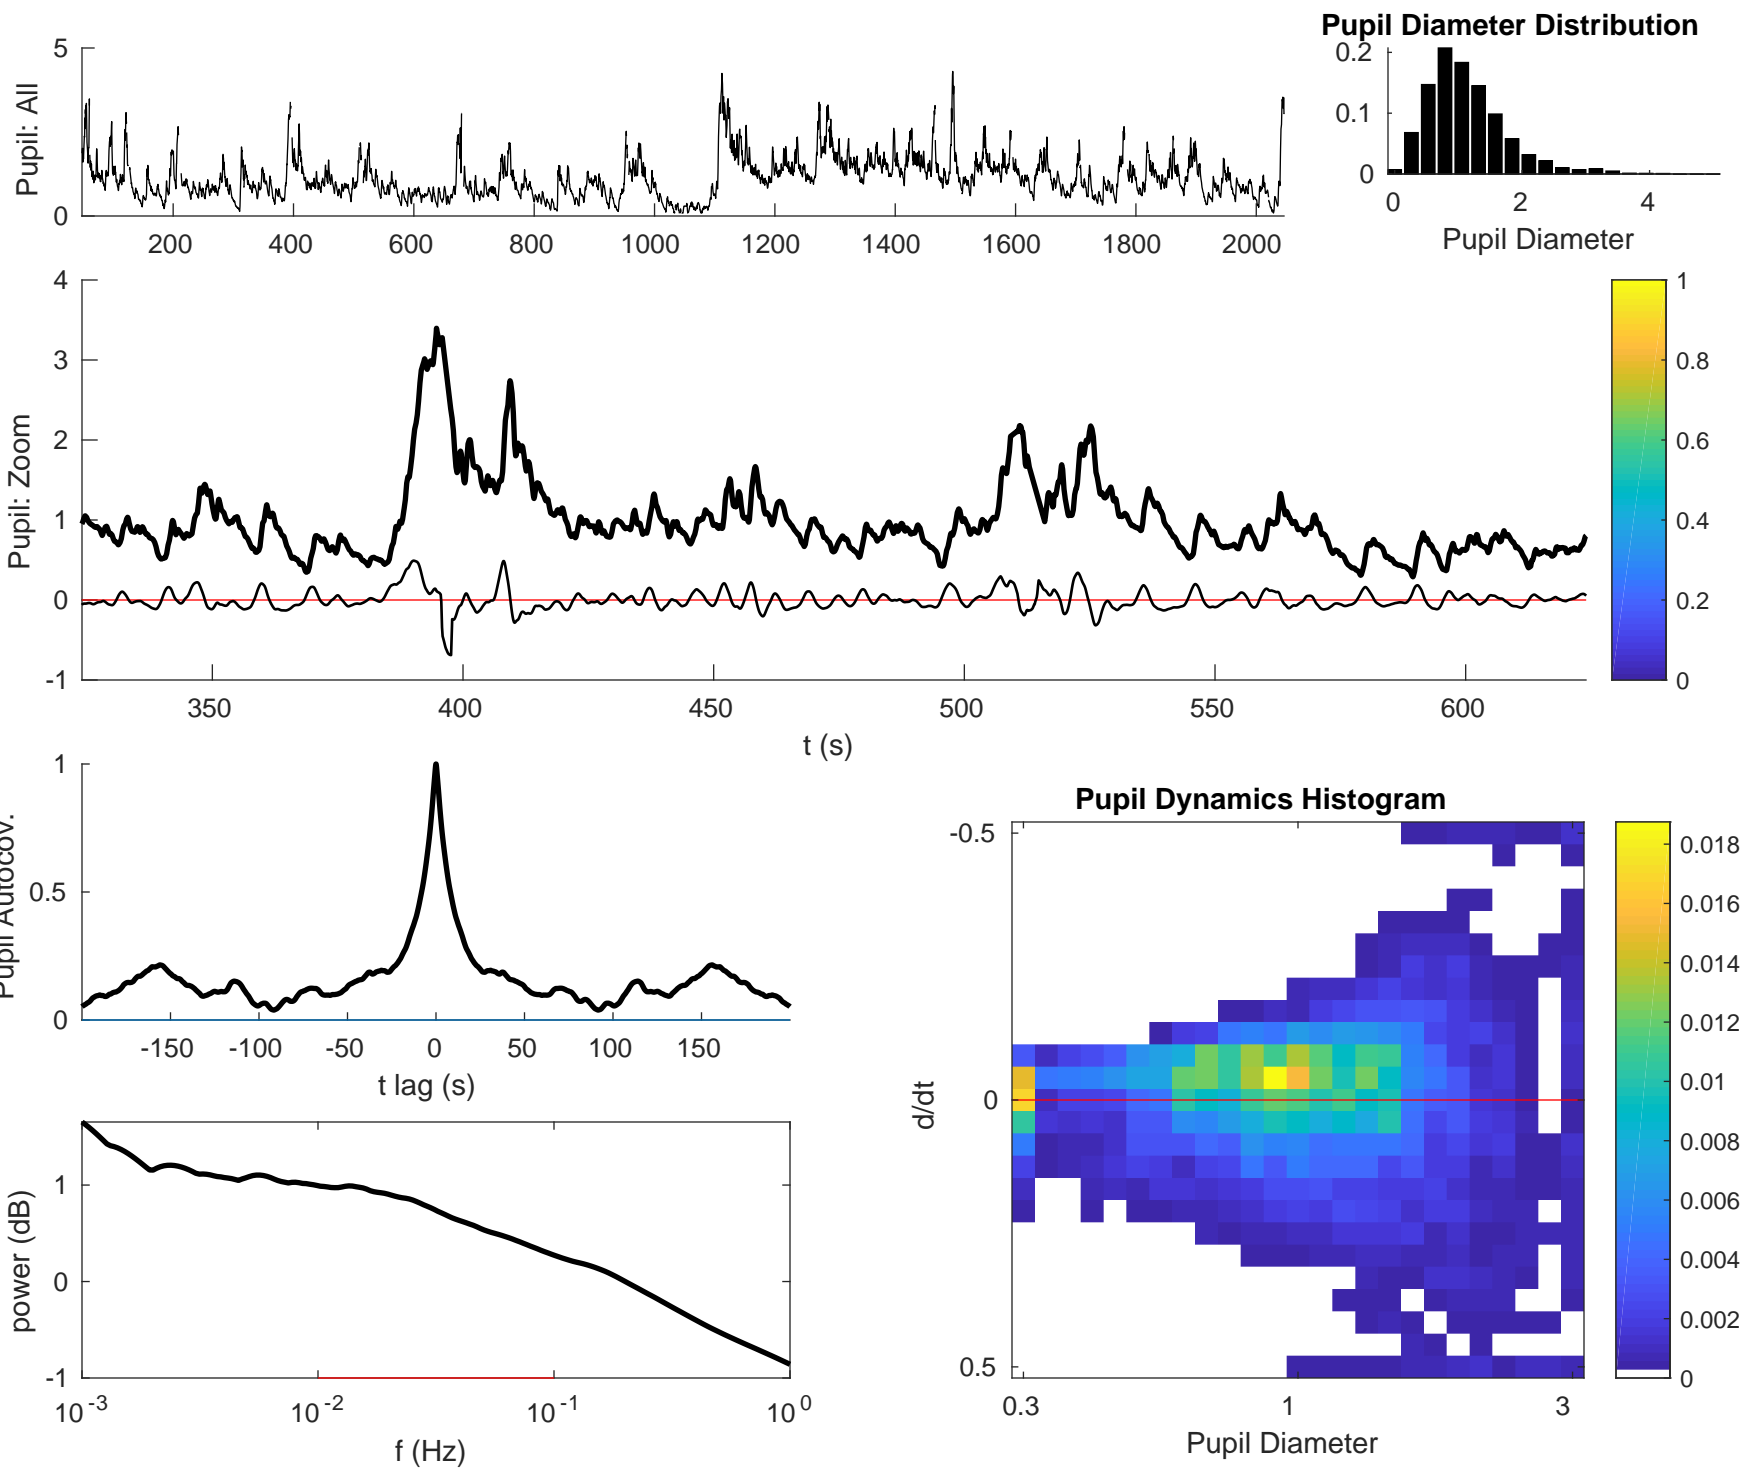 Pupil Diameter Distribution
5
0
Pupil: All
200 400 600 800 1000 1200 1400 1600 1800 2000
0.2
0.1
0
0 2 4
Pupil Diameter
4
3
2
1
0
-1
Pupil: Zoom
350 400 450 500 550 600
t (s)
1
0.8
0.6
0.4
0.2
0
1
0.5
0
Pupil Autocov.
-150 -100 -50 0 50 100 150
t lag (s)
1
0
-1
power (dB)
10-3 10-2 10-1 100
f (Hz)
Pupil Dynamics Histogram
-0.5
0
0.5
d/dt
0.3 1 3
Pupil Diameter
0.018
0.016
0.014
0.012
0.01
0.008
0.006
0.004
0.002
0